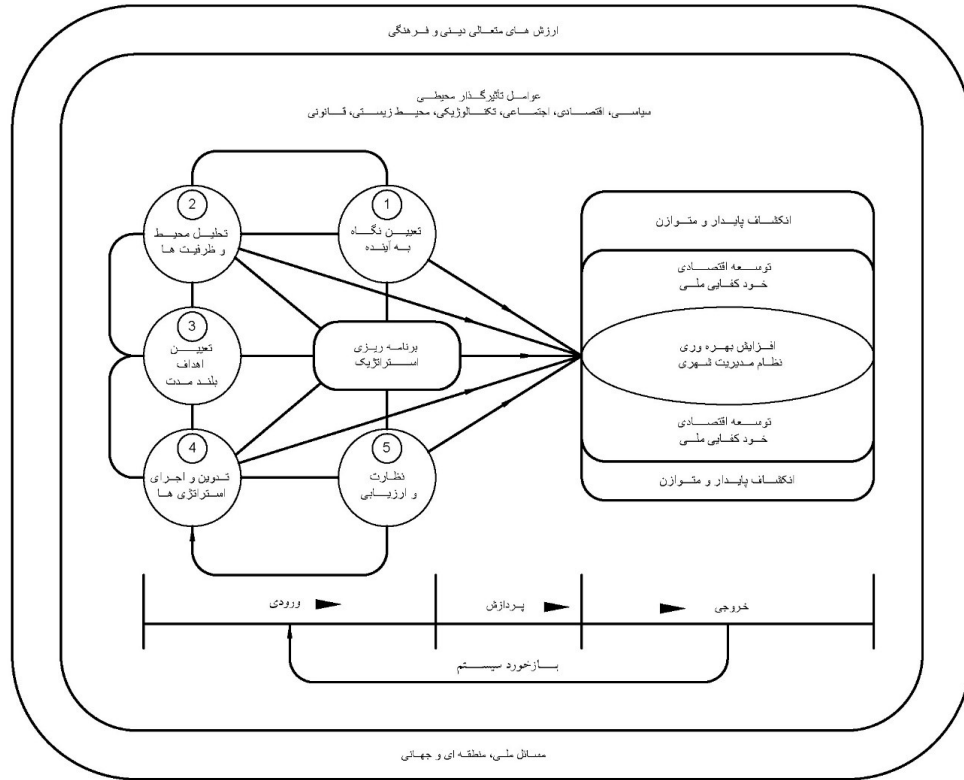 ارزش های متعالی دینی و فرهنگی
عوامل تأثیرگذار محیطی
سیاسی، اقتصادی، اجتماعی، تکنالوژیکی، محیط زیستی، قانونی
1
تعیین نگاه
به آینده
2
تحلیل محیط
و ظرفیت ها
3
تعیین
اهداف
بلند مدت
برنامه ریزی
استراتژیک
4
تدوین و اجرای
استراتژی ها
5
نظارت
و ارزیابی
انکشاف پایدار و متوازن
توسعه اقتصادی
خود کفایی ملی
افزایش بهره وری
نظام مدیریت شهری
توسعه اقتصادی
خود کفایی ملی
انکشاف پایدار و متوازن
ورودی
پردازش
خروجی
بازخورد سیستم
مسائل ملی، منطقه ای و جهانی